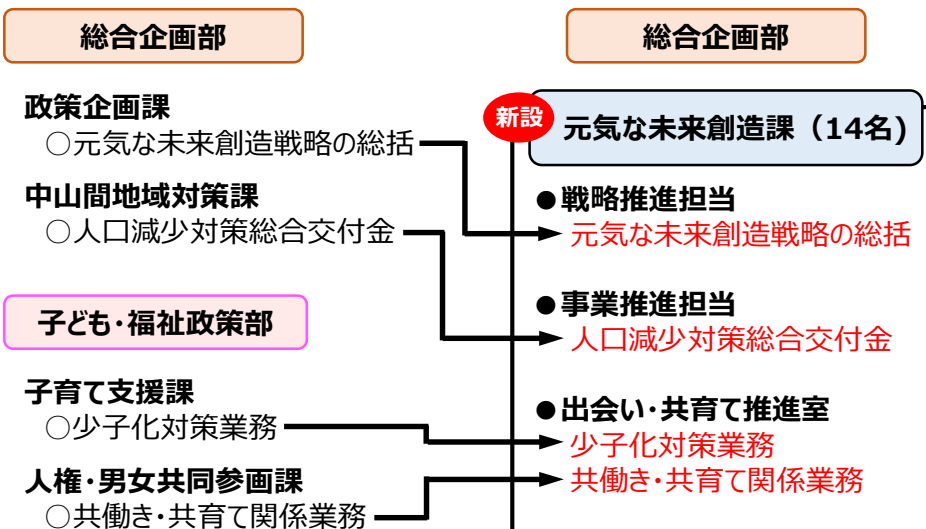 総合企画部
政策企画課
○元気な未来創造戦略の総括
中山間地域対策課
○人口減少対策総合交付金
子ども・福祉政策部
子育て支援課
○少子化対策業務
人権・男女共同参画課
○共働き・共育て関係業務
総合企画部
新設
元気な未来創造課（14名)
●戦略推進担当
元気な未来創造戦略の総括
●事業推進担当
人口減少対策総合交付金
●出会い・共育て推進室
少子化対策業務
共働き・共育て関係業務